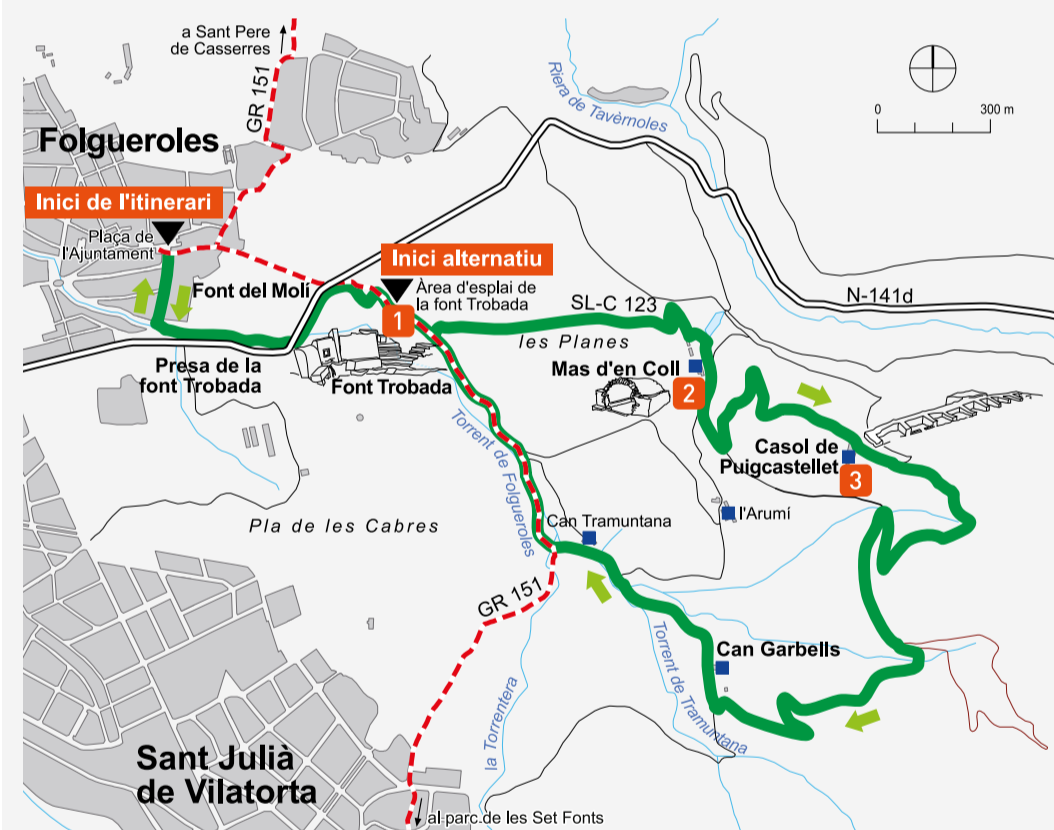 a Sant Pere
de Casserres
GR 151
Folgueroles
Riera de Tavèrnoles
0 300 m
Inici de l'itinerari
Plaça de
l'Ajuntament
Inici alternatiu
Àrea d'esplai de
la font Trobada
1
Font del Molí
SL-C 123
N-141d
les Planes
Presa de la
font Trobada
Font Trobada
Mas d'en Coll
2
Torrent de Folgueroles
Casol de
Puigcastellet
3
l'Arumí
Pla de les Cabres
Can Tramuntana
GR 151
Can Garbells
Torrent de Tramuntana
la Torrentera
Sant Julià
de Vilatorta
al parc de les Set Fonts